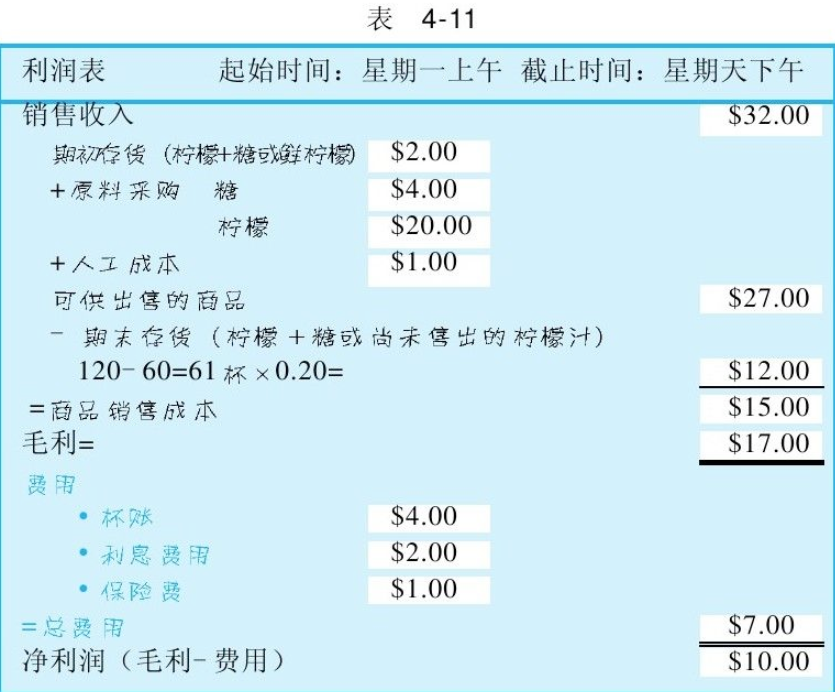 表 4-11
利润表 起始时间：星期一上午 截止时间：星期天下午
销售收入 $32.00
期初存货（柠檬+糖或鲜柠檬） $2.00
+原料采购 糖 $4.00
柠檬 $20.00
+人工成本 $1.00
可供出售的商品 $27.00
- 期末存货（柠檬+糖或尚未售出的柠檬汁）
120-60=61杯×0.20= $12.00
=商品销售成本 $15.00
毛利= $17.00
费用
• 坏账 $4.00
• 利息费用 $2.00
• 保险费 $1.00
=总费用 $7.00
净利润（毛利-费用） $10.00